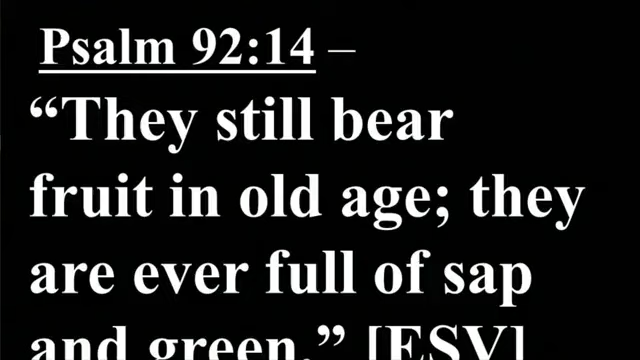 Psalm 92:14 –
“They still bear
fruit in old age; they
are ever full of sap
and green.” [ESV]